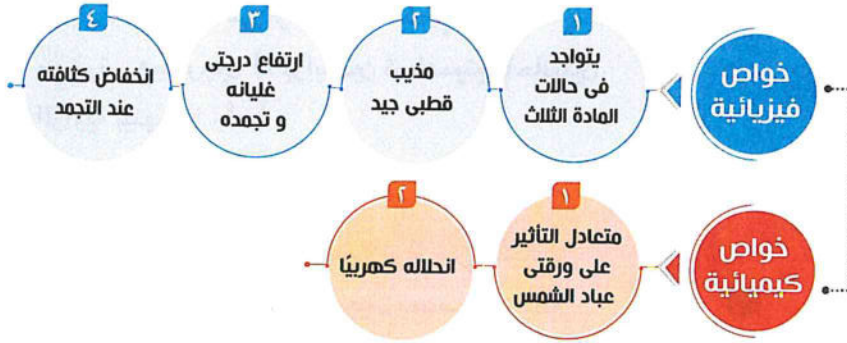 خواص
فيزيائية
١
يتواجد
فى حالات
المادة الثلاث
٢
مذيب
قطبى جيد
٣
ارتفاع درجتى
غليانه
و تجمده
٤
انخفاض كثافته
عند التجمد
خواص
كيميائية
١
متعادل التأثير
على ورقتى
عباد الشمس
٢
انحلاله كهربيًا